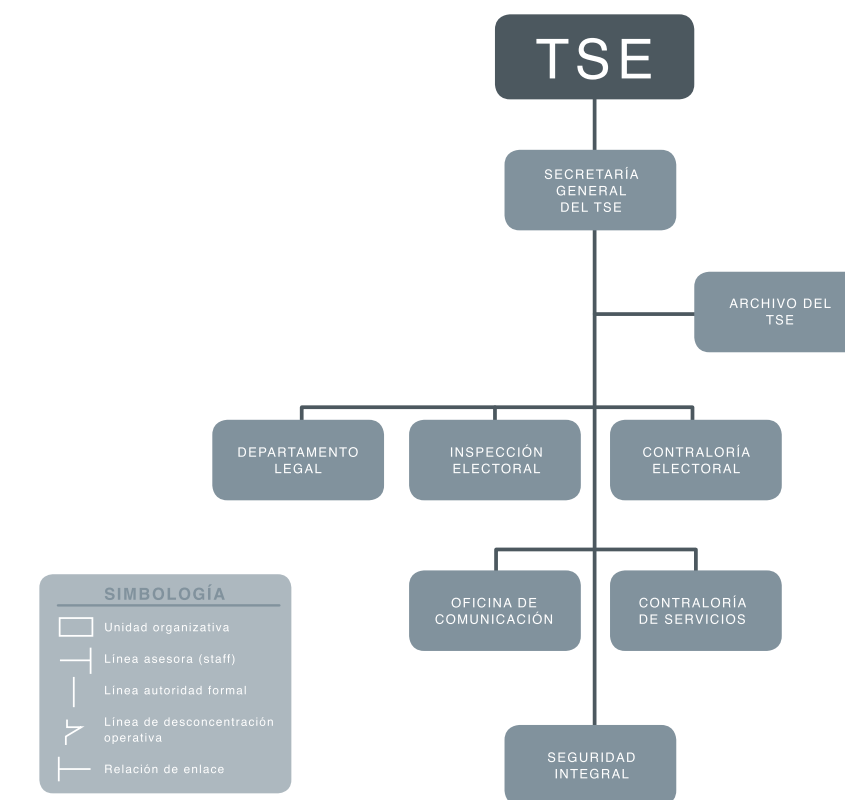 TSE
SECRETARÍA
GENERAL
DEL TSE
ARCHIVO DEL
TSE
DEPARTAMENTO
LEGAL
INSPECCIÓN
ELECTORAL
CONTRALORÍA
ELECTORAL
OFICINA DE
COMUNICACIÓN
CONTRALORÍA
DE SERVICIOS
SEGURIDAD
INTEGRAL
SIMBOLOGÍA
Unidad organizativa
Línea asesora (staff)
Línea autoridad formal
Línea de desconcentración
operativa
Relación de enlace